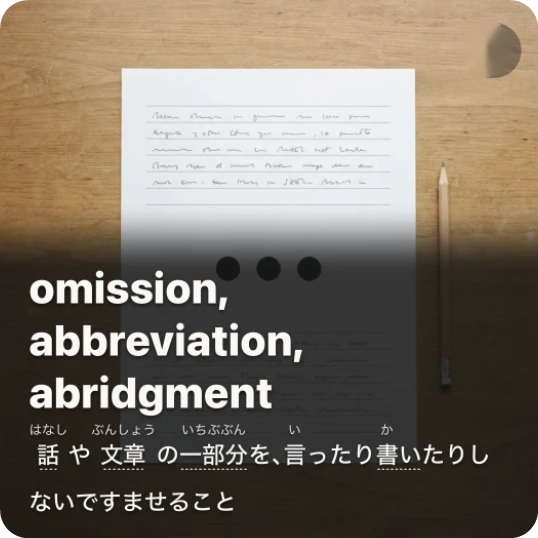 omission,
abbreviation,
abridgment
はなし ぶんしょう いちぶぶん い か
話 や 文章 の一部分を、言ったり書いたりし
ないですませること